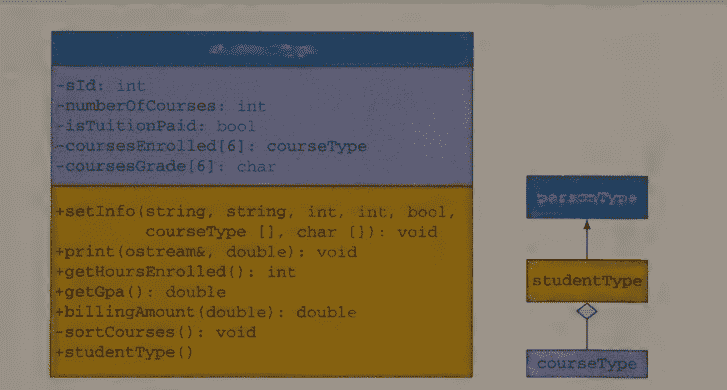 -sId: int
-numberOfCourses: int
-isTuitionPaid: bool
-coursesEnrolled[6]: courseType
-coursesGrade[6]: char
+setInfo(string, string, int, int, bool,
courseType [], char []): void
+print(ostream&, double): void
+getHoursEnrolled(): int
+getGpa(): double
+billingAmount(double): double
-sortCourses(): void
+studentType()
personType
studentType
courseType